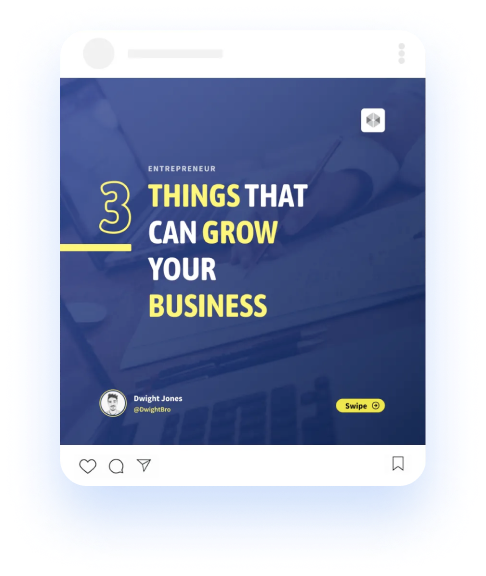 ENTREPRENEUR
3
THINGS THAT
CAN GROW
YOUR
BUSINESS
Dwight Jones
@DwightBro
Swipe